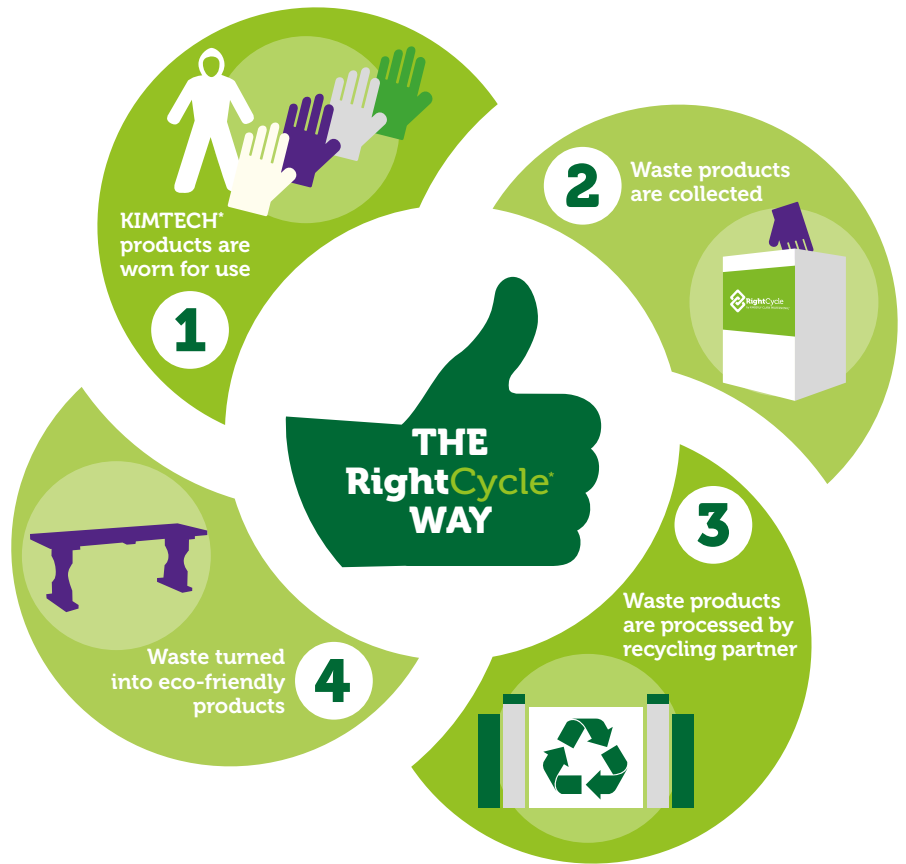 KIMTECH*
products are
worn for use
1
2
Waste products
are collected
RightCycle
THE
RightCycle*
WAY
3
Waste products
are processed by
recycling partner
Waste turned
into eco-friendly
products
4